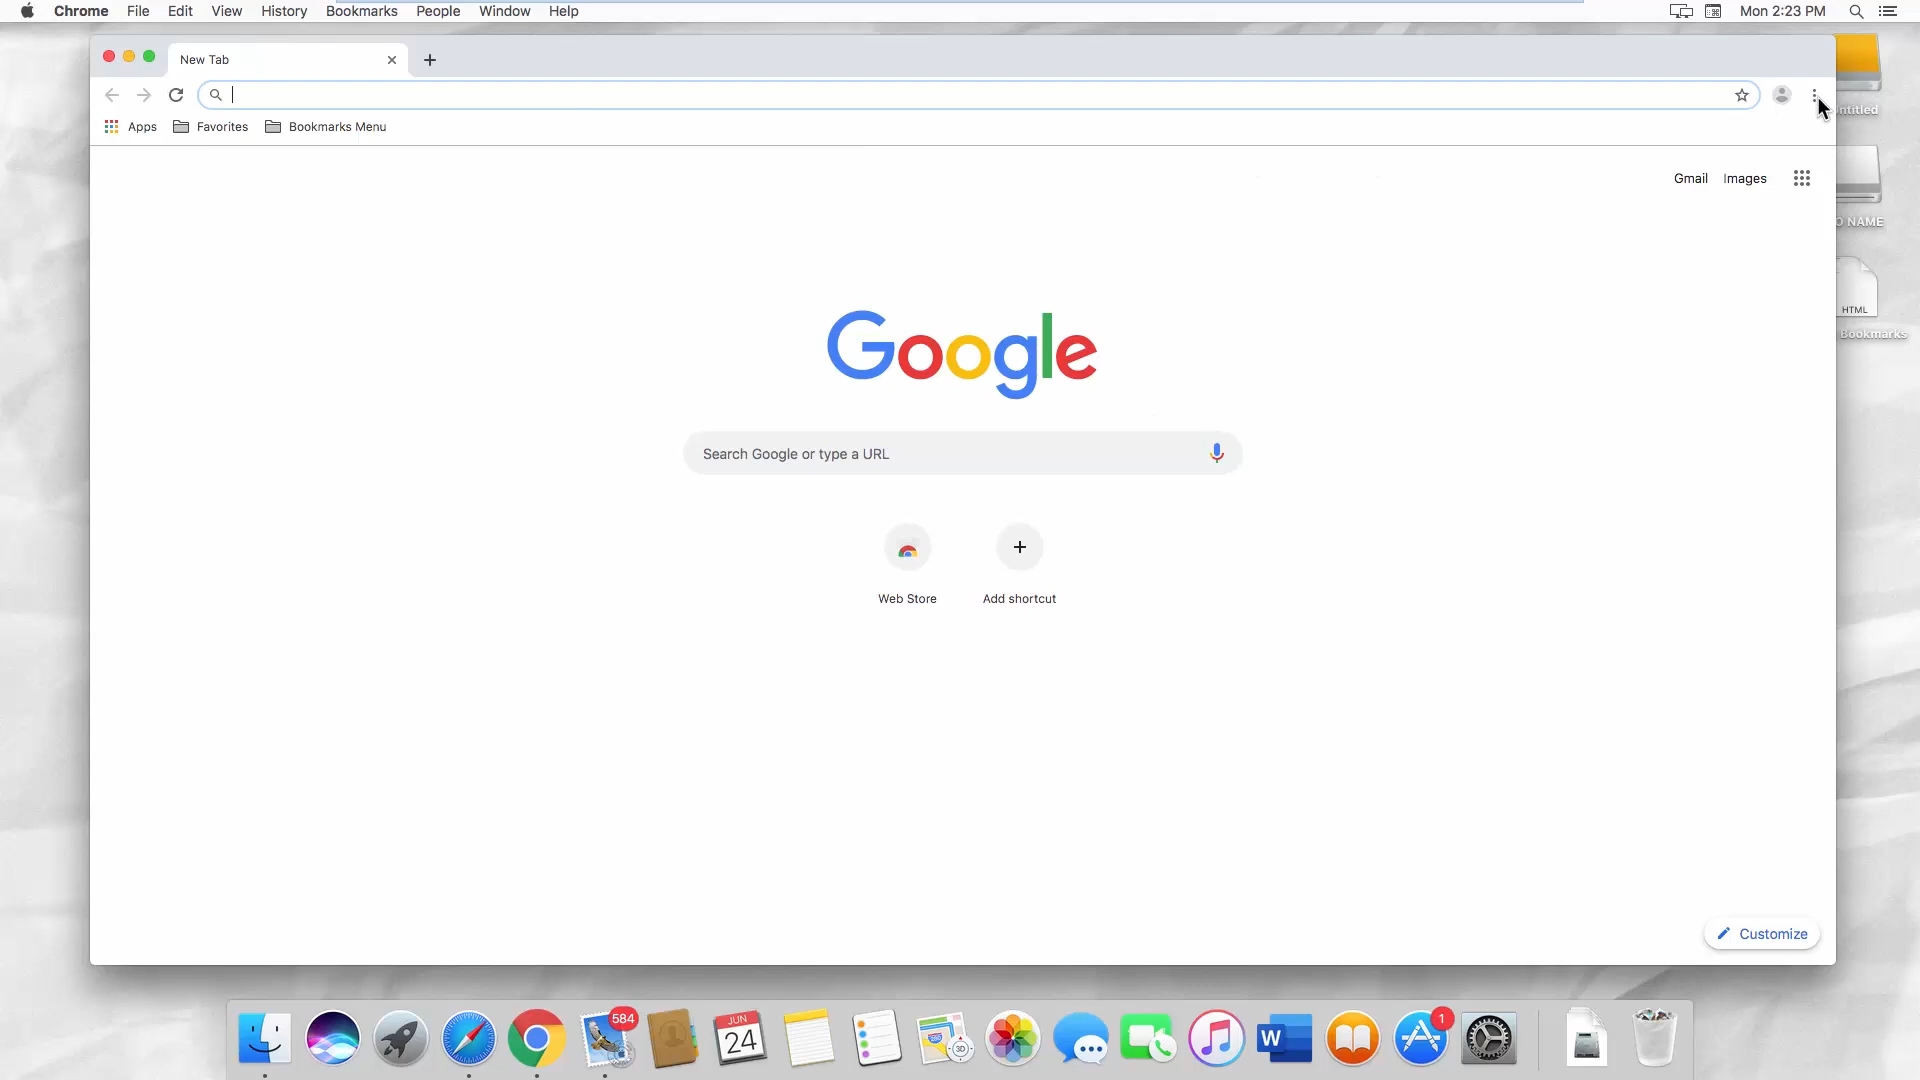 Chrome File Edit View History Bookmarks People Window Help Mon 2:23 PM
New Tab
Apps Favorites Bookmarks Menu
Gmail Images
Google
Search Google or type a URL
Web Store Add shortcut
Customize
NAME
HTML
Bookmarks
584
JUN
24
3D
W
1